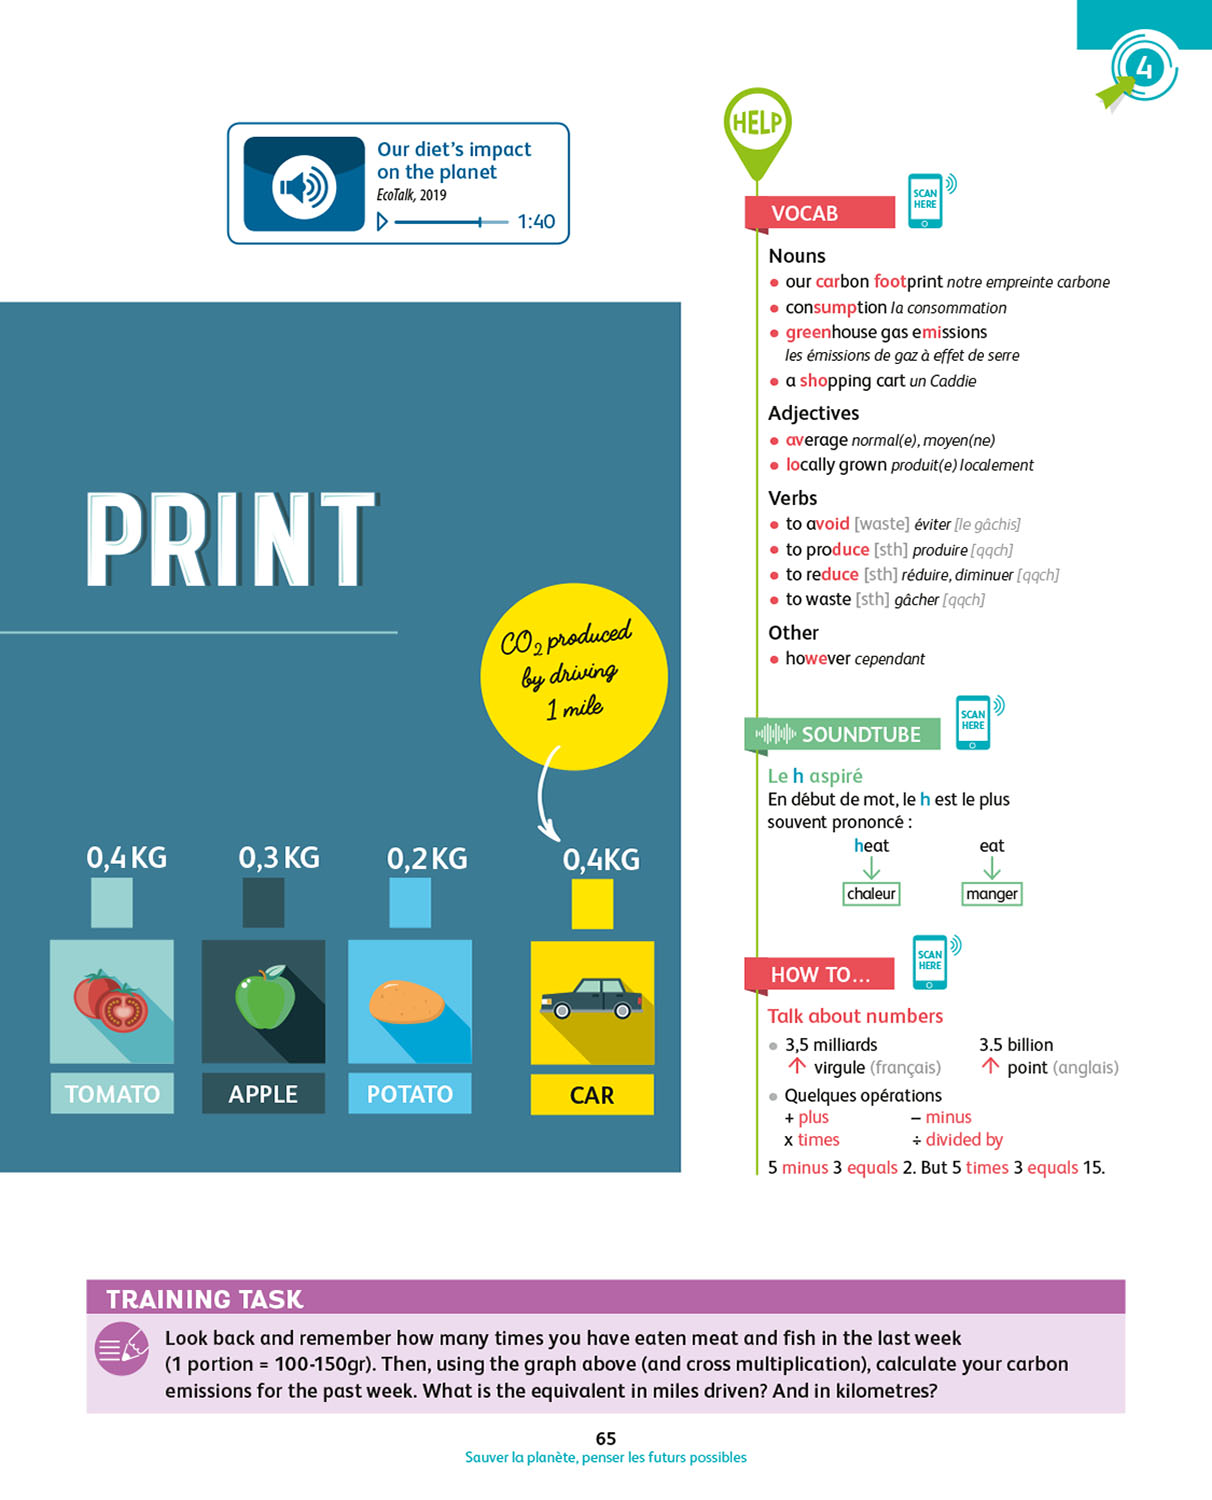 4
Our diet's impact
on the planet
EcoTalk, 2019
1:40
PRINT
CO2 produced
by driving
1 mile
0,4 KG
0,3 KG
0,2 KG
0,4KG
TOMATO
APPLE
POTATO
CAR
HELP
VOCAB
SCAN
HERE
Nouns
• our carbon footprint notre empreinte carbone
• consumption la consommation
• greenhouse gas emissions
les émissions de gaz à effet de serre
• a shopping cart un Caddie
Adjectives
• average normal(e), moyen(ne)
• locally grown produit(e) localement
Verbs
• to avoid [waste] éviter [le gâchis]
• to produce [sth] produire [qqch]
• to reduce [sth] réduire, diminuer [qqch]
• to waste [sth] gâcher [qqch]
Other
• however cependant
SOUNDTUBE
SCAN
HERE
Le h aspiré
En début de mot, le h est le plus
souvent prononcé :
heat eat
chaleur manger
HOW TO...
SCAN
HERE
Talk about numbers
• 3,5 milliards 3.5 billion
↑ virgule (français) ↑ point (anglais)
• Quelques opérations
+ plus – minus
x times ÷ divided by
5 minus 3 equals 2. But 5 times 3 equals 15.
TRAINING TASK
Look back and remember how many times you have eaten meat and fish in the last week
(1 portion = 100-150gr). Then, using the graph above (and cross multiplication), calculate your carbon
emissions for the past week. What is the equivalent in miles driven? And in kilometres?
65
Sauver la planète, penser les futurs possibles